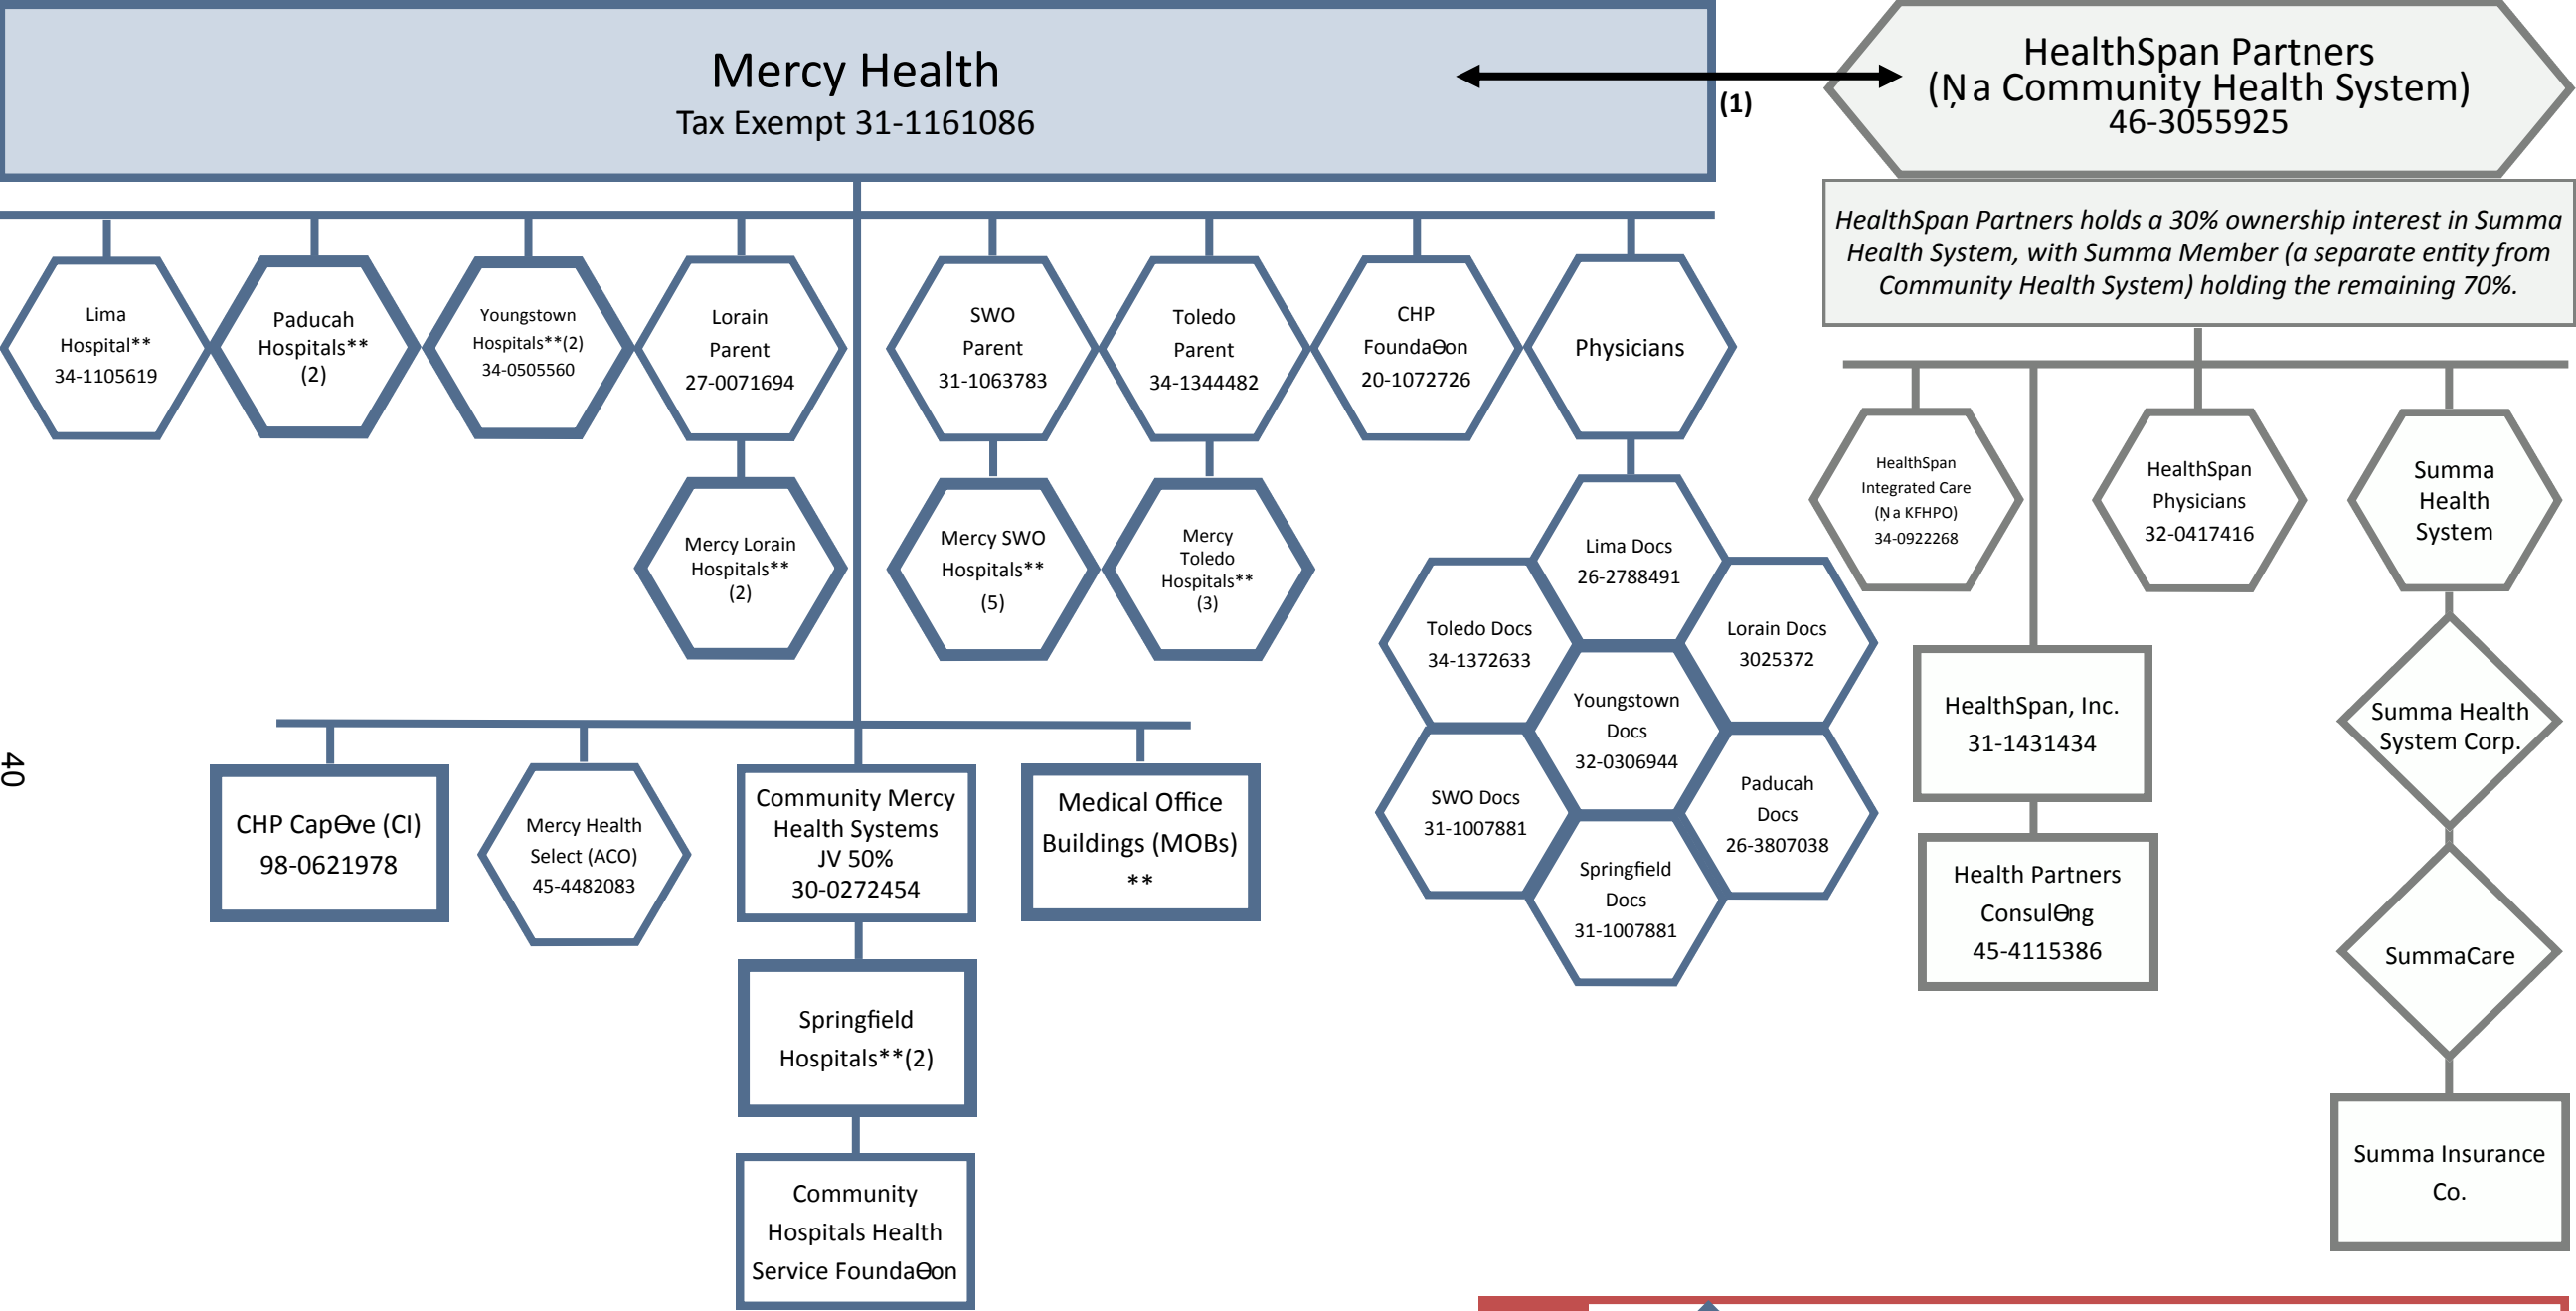 Mercy Health
Tax Exempt 31-1161086
(1)
HealthSpan Partners
(Ņa Community Health System)
46-3055925
HealthSpan Partners holds a 30% ownership interest in Summa
Health System, with Summa Member (a separate entity from
Community Health System) holding the remaining 70%.
Lima
Hospital**
34-1105619
Paducah
Hospitals**
(2)
Youngstown
Hospitals**(2)
34-0505560
Lorain
Parent
27-0071694
SWO
Parent
31-1063783
Toledo
Parent
34-1344482
CHP
FoundaƟon
20-1072726
Physicians
Mercy Lorain
Hospitals**
(2)
Mercy SWO
Hospitals**
(5)
Mercy
Toledo
Hospitals**
(3)
Lima Docs
26-2788491
Toledo Docs
34-1372633
Lorain Docs
3025372
Youngstown
Docs
32-0306944
SWO Docs
31-1007881
Paducah
Docs
26-3807038
Springfield
Docs
31-1007881
HealthSpan
Integrated Care
(Ņa KFHPO)
34-0922268
HealthSpan
Physicians
32-0417416
Summa
Health
System
HealthSpan, Inc.
31-1431434
Summa Health
System Corp.
Health Partners
ConsulƟng
45-4115386
SummaCare
Summa Insurance
Co.
CHP CapƟve (CI)
98-0621978
Mercy Health
Select (ACO)
45-4482083
Community Mercy
Health Systems
JV 50%
30-0272454
Medical Office
Buildings (MOBs)
**
Springfield
Hospitals**(2)
Community
Hospitals Health
Service FoundaƟon
40